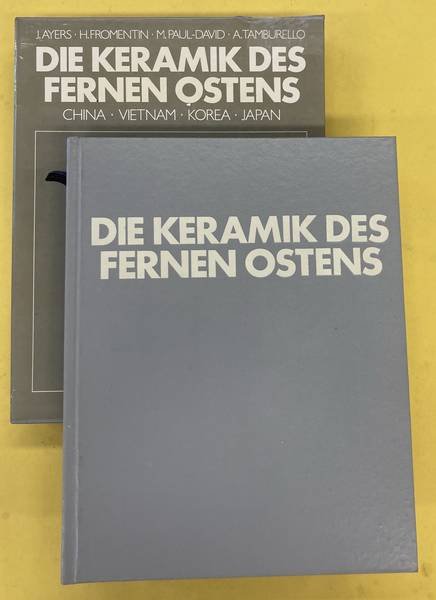 J. AYERS · H. FROMENTIN · M. PAUL-DAVID · A. TAMBURELLO
DIE KERAMIK DES
FERNEN OSTENS
CHINA · VIETNAM · KOREA · JAPAN
DIE KERAMIK DES
FERNEN OSTENS